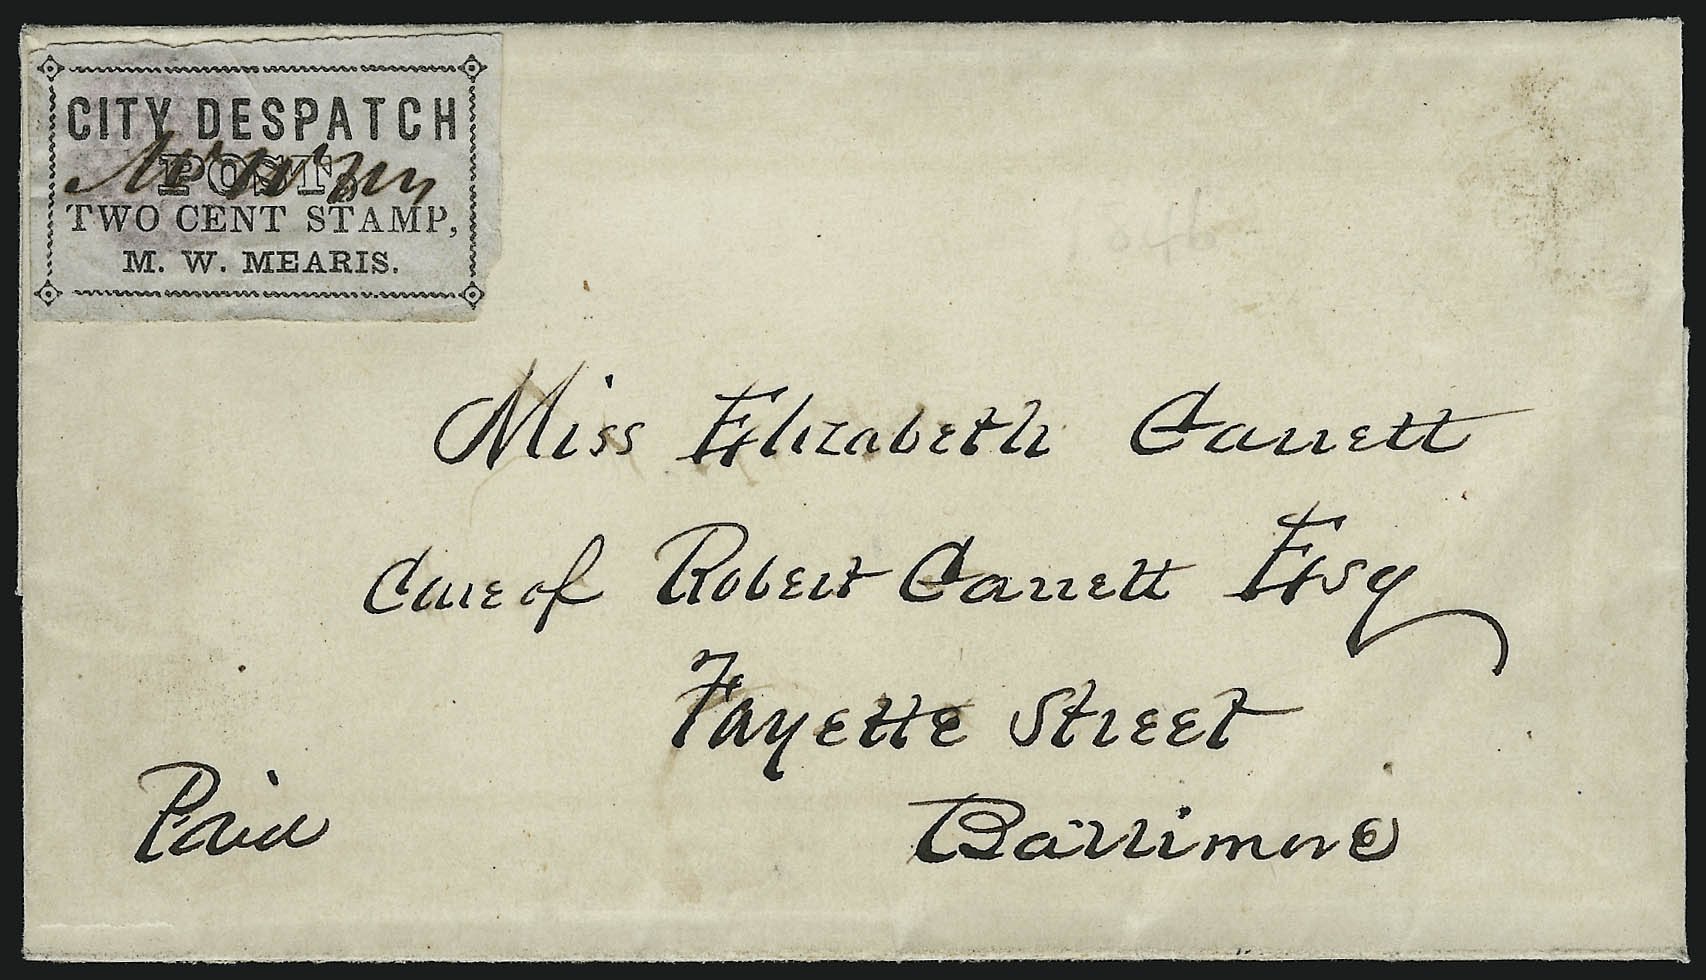 CITY DESPATCH
POST,
TWO CENT STAMP,
M. W. MEARIS.
Miss Elizabeth Garrett
Care of Robert Garrett Esq
Fayette Street
Paid
Baltimore